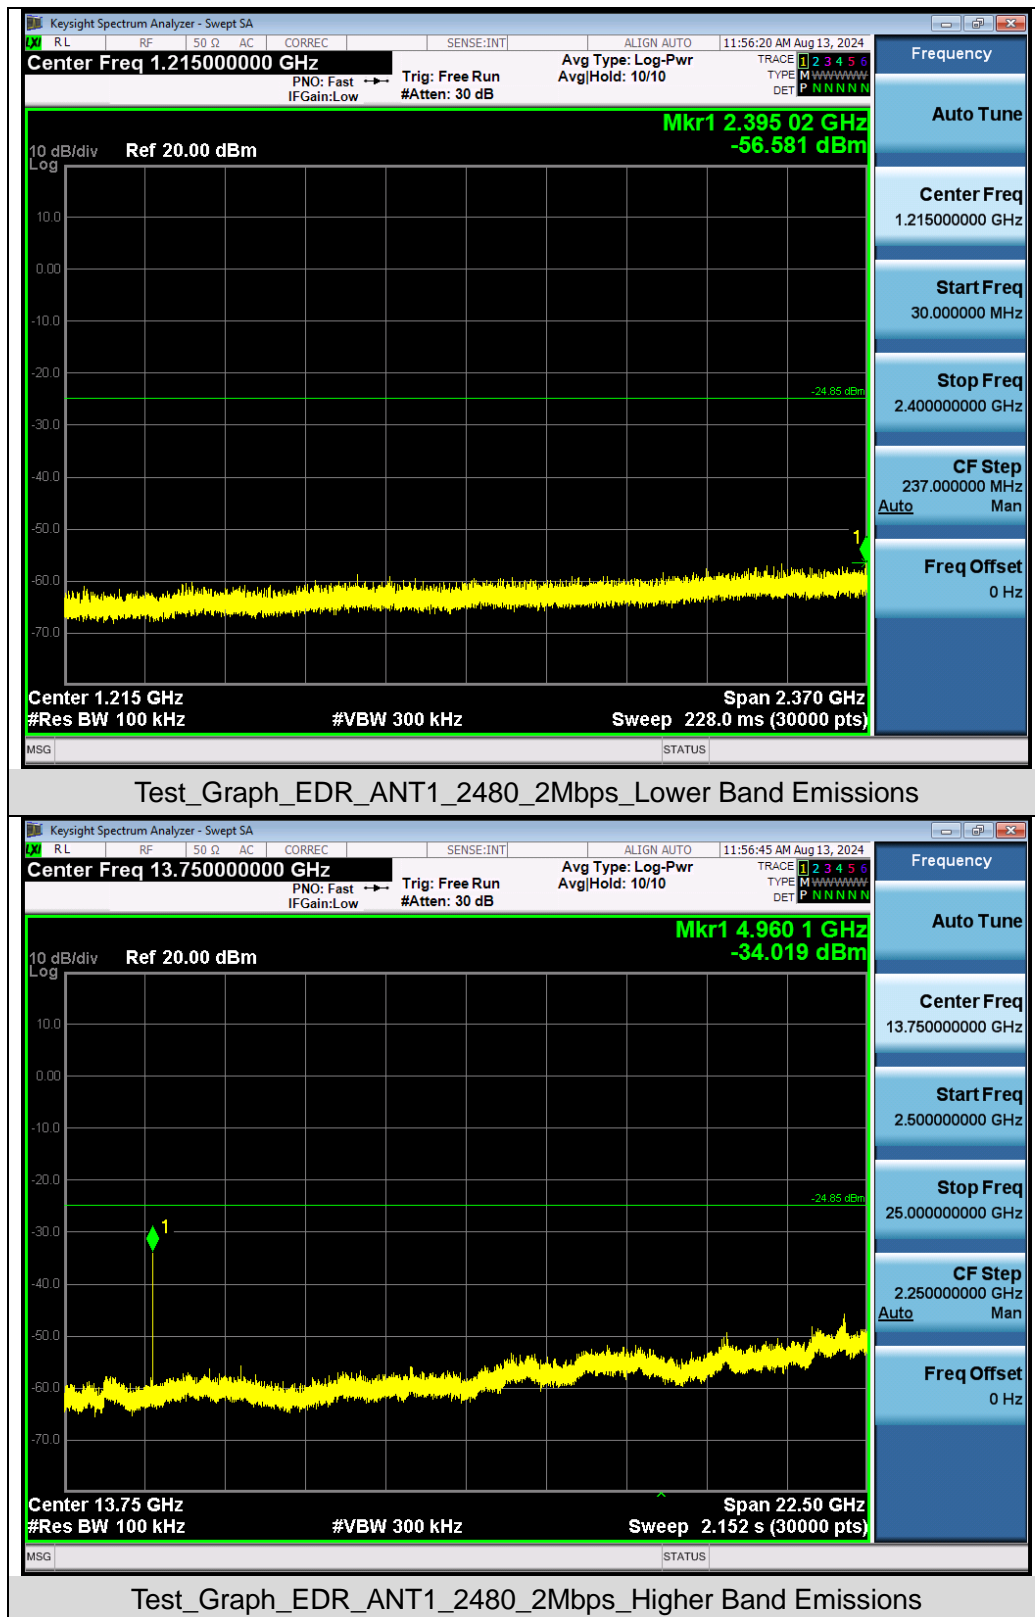 Keysight Spectrum Analyzer - Swept SA
LXI RL RF 50 Ω AC CORREC SENSE:INT ALIGN AUTO 11:56:20 AM Aug 13, 2024
Center Freq 1.215000000 GHz
PNO: Fast
IFGain:Low
Trig: Free Run
#Atten: 30 dB
Avg Type: Log-Pwr
Avg|Hold: 10/10
TRACE 1 2 3 4 5 6
TYPE M WWWWW
DET P N N N N N
Mkr1 2.395 02 GHz
-56.581 dBm
10 dB/div
Log
Ref 20.00 dBm
10.0
0.00
-10.0
-20.0
-24.85 dBm
-30.0
-40.0
-50.0
1
-60.0
-70.0
Center 1.215 GHz Span 2.370 GHz
#Res BW 100 kHz #VBW 300 kHz Sweep 228.0 ms (30000 pts)
MSG STATUS
Frequency
Auto Tune
Center Freq
1.215000000 GHz
Start Freq
30.000000 MHz
Stop Freq
2.400000000 GHz
CF Step
237.000000 MHz
Auto Man
Freq Offset
0 Hz
Test_Graph_EDR_ANT1_2480_2Mbps_Lower Band Emissions
Keysight Spectrum Analyzer - Swept SA
LXI RL RF 50 Ω AC CORREC SENSE:INT ALIGN AUTO 11:56:45 AM Aug 13, 2024
Center Freq 13.750000000 GHz
PNO: Fast
IFGain:Low
Trig: Free Run
#Atten: 30 dB
Avg Type: Log-Pwr
Avg|Hold: 10/10
TRACE 1 2 3 4 5 6
TYPE M WWWWW
DET P N N N N N
Mkr1 4.960 1 GHz
-34.019 dBm
10 dB/div
Log
Ref 20.00 dBm
10.0
0.00
-10.0
-20.0
-24.85 dBm
1
-30.0
-40.0
-50.0
-60.0
-70.0
Center 13.75 GHz Span 22.50 GHz
#Res BW 100 kHz #VBW 300 kHz Sweep 2.152 s (30000 pts)
MSG STATUS
Frequency
Auto Tune
Center Freq
13.750000000 GHz
Start Freq
2.500000000 GHz
Stop Freq
25.000000000 GHz
CF Step
2.250000000 GHz
Auto Man
Freq Offset
0 Hz
Test_Graph_EDR_ANT1_2480_2Mbps_Higher Band Emissions